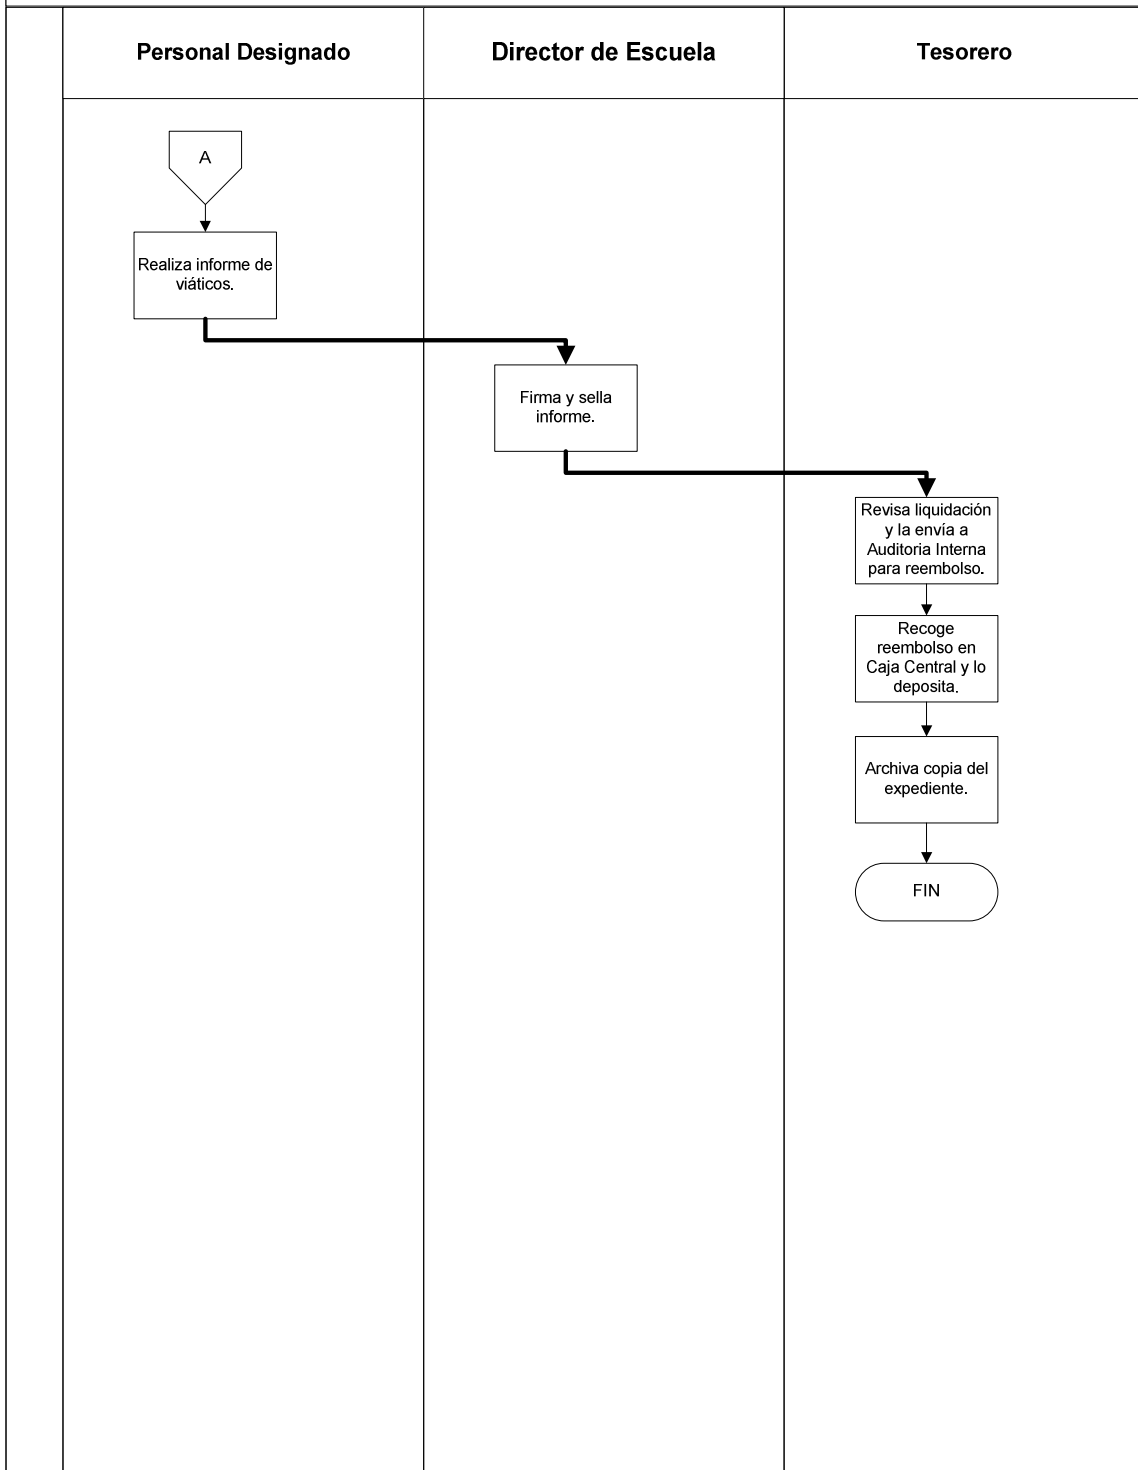 Personal Designado
Director de Escuela
Tesorero
A
Realiza informe de
viáticos.
Firma y sella
informe.
Revisa liquidación
y la envía a
Auditoria Interna
para reembolso.
Recoge
reembolso en
Caja Central y lo
deposita.
Archiva copia del
expediente.
FIN